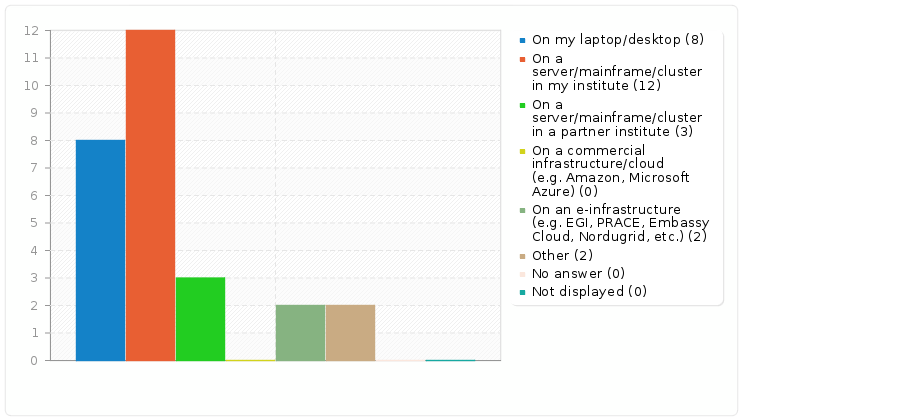 12
11
10
9
8
7
6
5
4
3
2
1
0
On my laptop/desktop (8)
On a
server/mainframe/cluster
in my institute (12)
On a
server/mainframe/cluster
in a partner institute (3)
On a commercial
infrastructure/cloud
(e.g. Amazon, Microsoft
Azure) (0)
On an e-infrastructure
(e.g. EGI, PRACE, Embassy
Cloud, Nordugrid, etc.) (2)
Other (2)
No answer (0)
Not displayed (0)